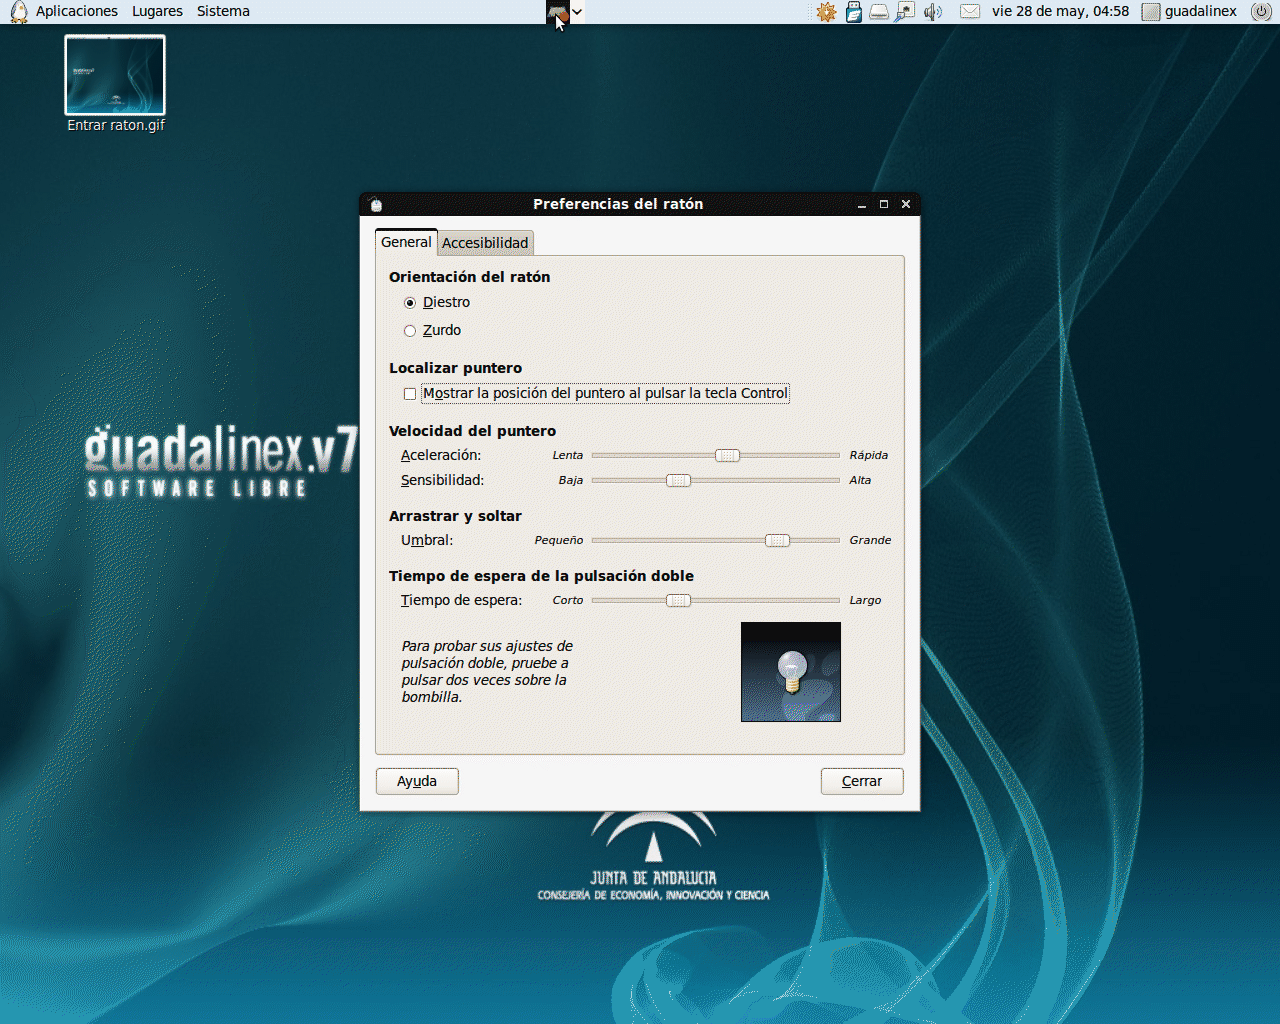 Aplicaciones Lugares Sistema
vie 28 de may, 04:58 guadalinex
Entrar raton.gif
Preferencias del ratón
General Accesibilidad
Orientación del ratón
Diestro
Zurdo
Localizar puntero
Mostrar la posición del puntero al pulsar la tecla Control
Velocidad del puntero
Aceleración: Lenta Rápida
Sensibilidad: Baja Alta
Arrastrar y soltar
Umbral: Pequeño Grande
Tiempo de espera de la pulsación doble
Tiempo de espera: Corto Largo
Para probar sus ajustes de
pulsación doble, pruebe a
pulsar dos veces sobre la
bombilla.
Ayuda Cerrar
guadalinex.v7
SOFTWARE LIBRE
JUNTA DE ANDALUCIA
CONSEJERÍA DE ECONOMÍA, INNOVACIÓN Y CIENCIA